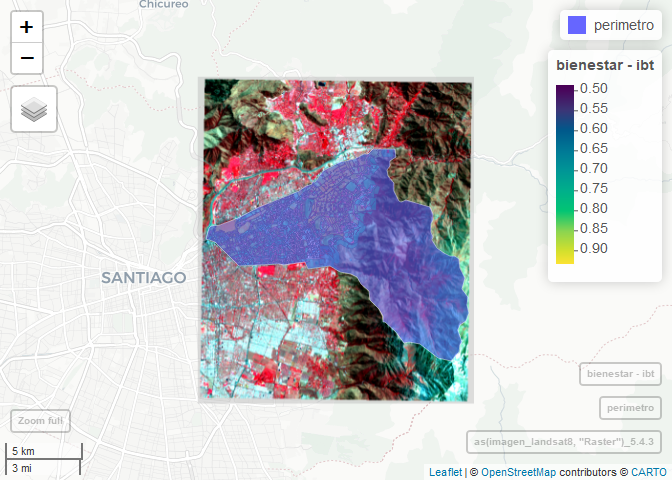 Chicureo
+
−
perimetro
bienestar - ibt
0.50
0.55
0.60
0.65
0.70
0.75
0.80
0.85
0.90
SANTIAGO
bienestar - ibt
perimetro
Zoom full
as(imagen_landsat8, "Raster")_5.4.3
5 km
3 mi
Leaflet | © OpenStreetMap contributors © CARTO